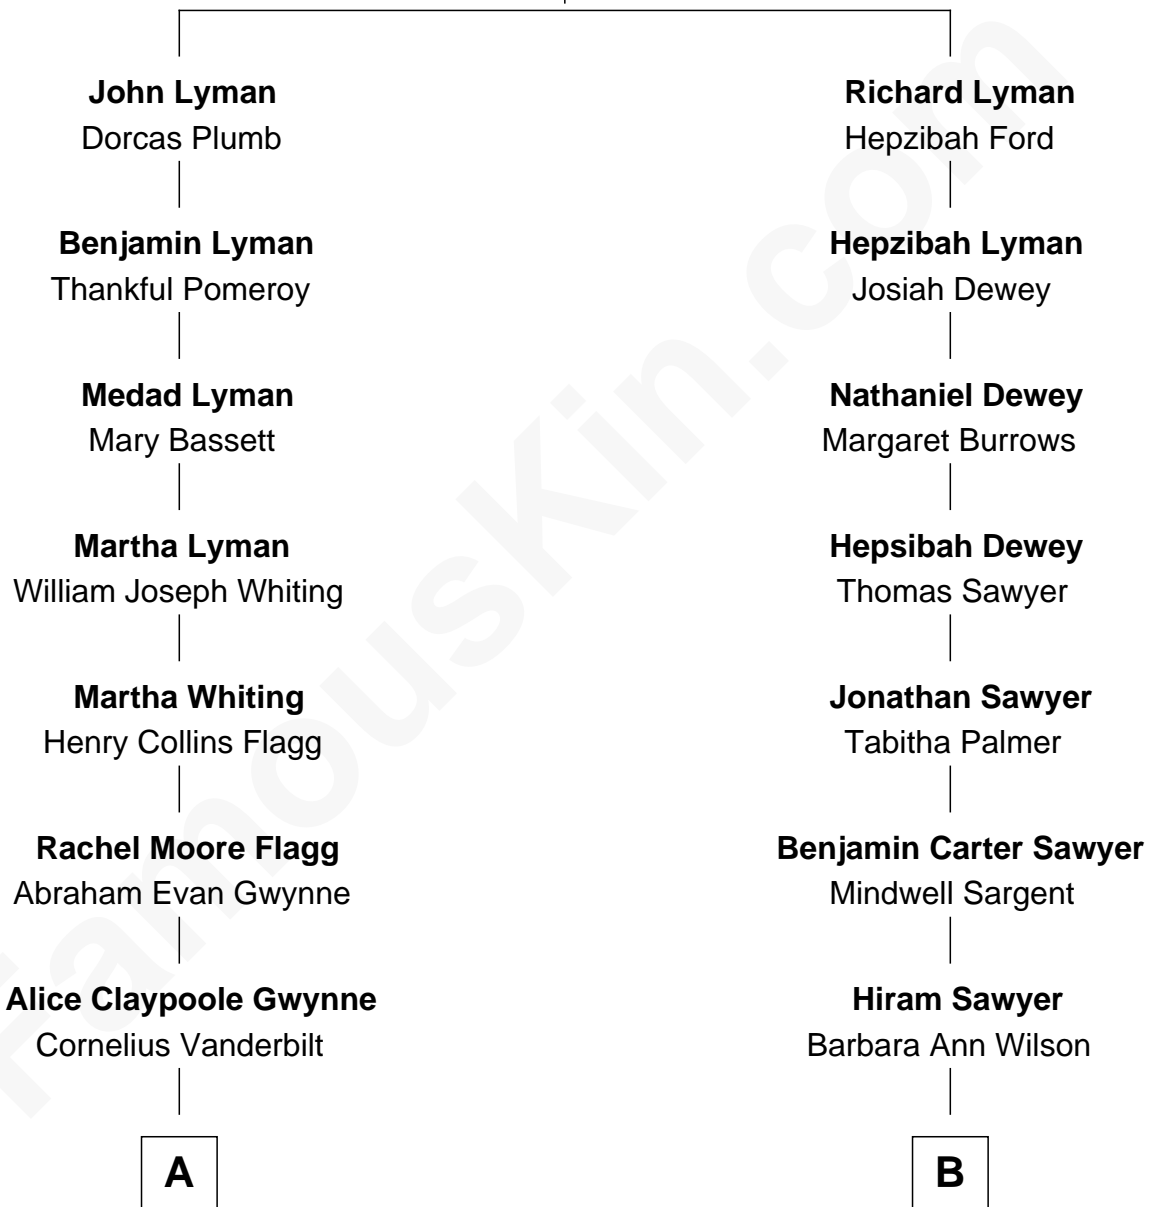 John Lyman
Dorcas Plumb
Benjamin Lyman
Thankful Pomeroy
Medad Lyman
Mary Bassett
Martha Lyman
William Joseph Whiting
Martha Whiting
Henry Collins Flagg
Rachel Moore Flagg
Abraham Evan Gwynne
Alice Claypoole Gwynne
Cornelius Vanderbilt
A
Richard Lyman
Hepzibah Ford
Hepzibah Lyman
Josiah Dewey
Nathaniel Dewey
Margaret Burrows
Hepsibah Dewey
Thomas Sawyer
Jonathan Sawyer
Tabitha Palmer
Benjamin Carter Sawyer
Mindwell Sargent
Hiram Sawyer
Barbara Ann Wilson
B
FamousKin.com